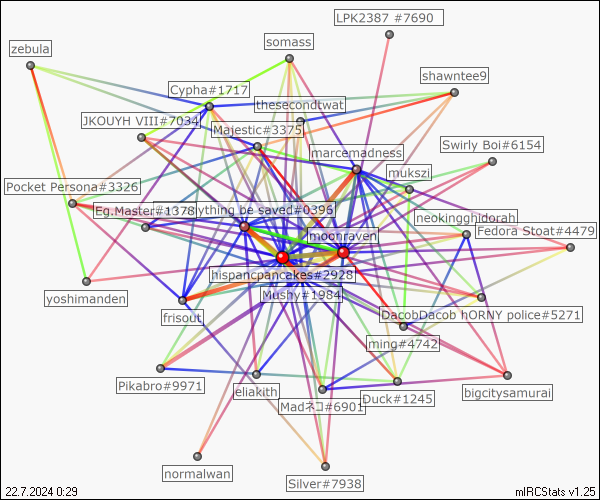 LPK2387 #7690
somass
zebula
shawntee9
Cypha#1717
thesecondtwat
JKOUYH VIII#7034
Majestic#3375
Swirly Boi#6154
marcemadness
mukszi
Pocket Persona#3326
Eg.Master#1378
ything be saved#0396
neokingghidorah
Fedora Stoat#4479
moonraven
hispancpancakes#2928
yoshimanden
Mushy#1984
frisout
DacobDacob hORNY police#5271
ming#4742
Pikabro#9971
eliakith
Madネコ#6901
Duck#1245
bigcitysamurai
normalwan
Silver#7938
22.7.2024 0:29
mIRCStats v1.25